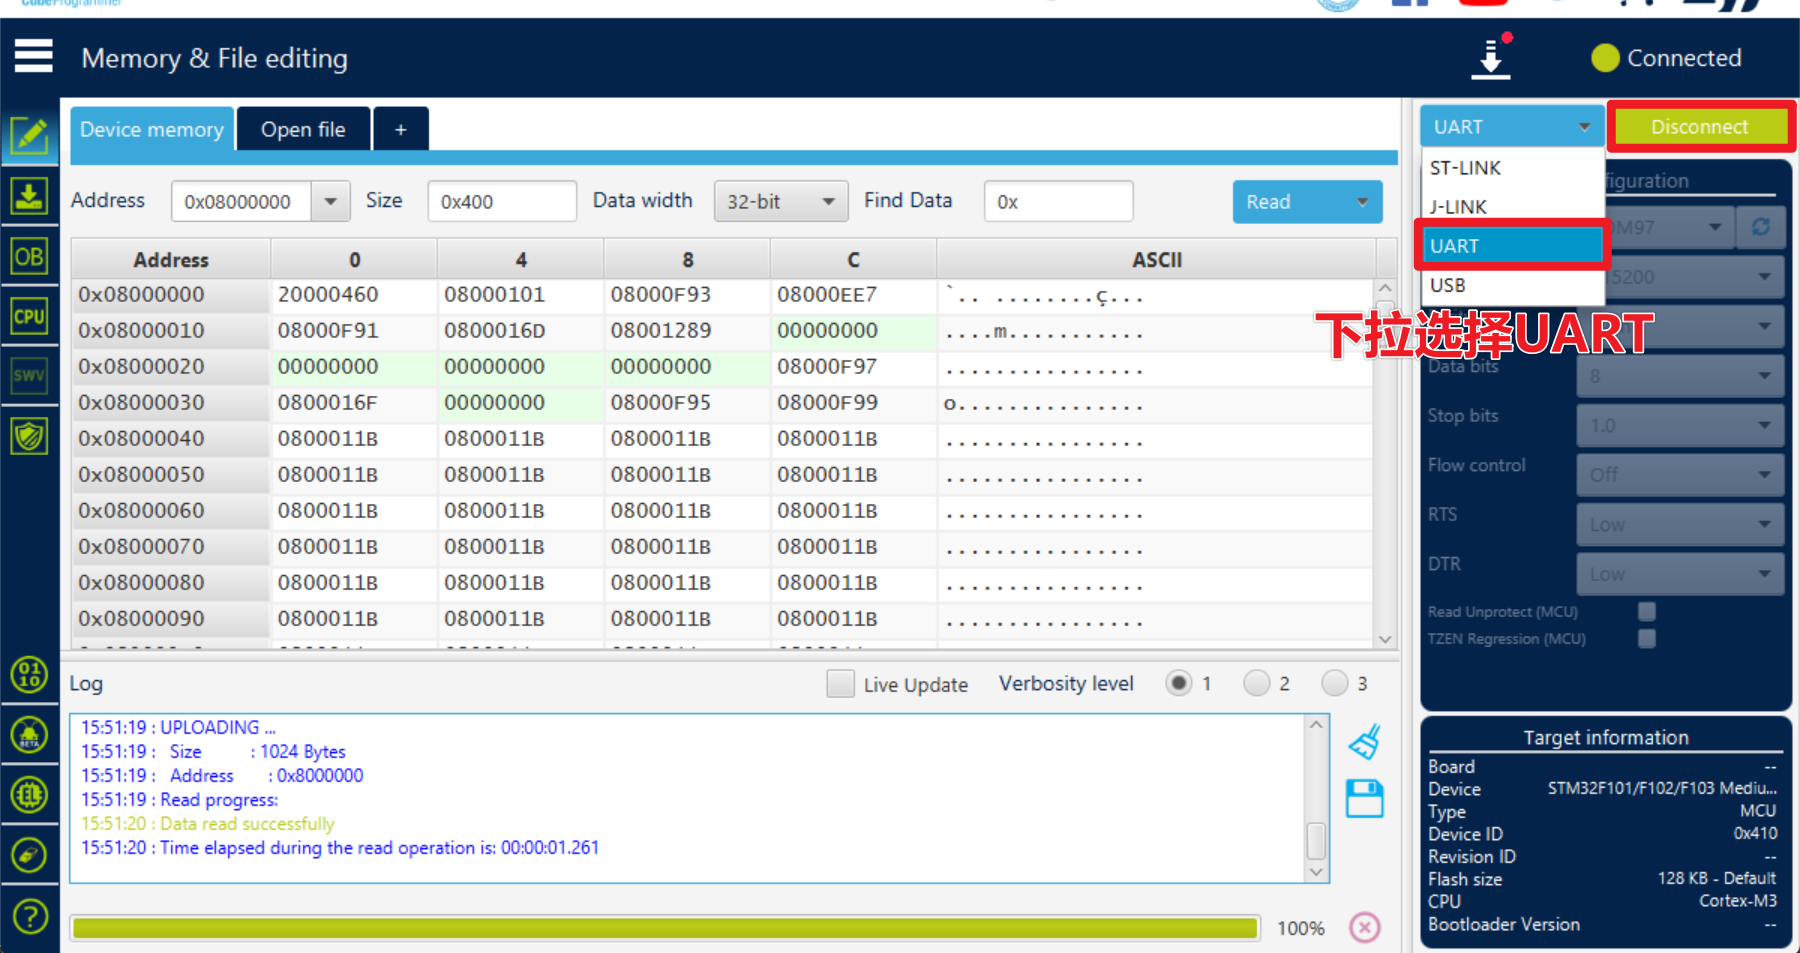 CubeProgrammer
Memory & File editing
Connected
Device memory
Open file
+
UART
Disconnect
ST-LINK
J-LINK
UART
USB
下拉选择UART
Address
0x08000000
Size
0x400
Data width
32-bit
Find Data
0x
Read
Address 0 4 8 C ASCII
0x08000000 20000460 08000101 08000F93 08000EE7 `.. ........ç...
0x08000010 08000F91 0800016D 08001289 00000000 ....m...........
0x08000020 00000000 00000000 00000000 08000F97 ................
0x08000030 0800016F 00000000 08000F95 08000F99 o...............
0x08000040 0800011B 0800011B 0800011B 0800011B ................
0x08000050 0800011B 0800011B 0800011B 0800011B ................
0x08000060 0800011B 0800011B 0800011B 0800011B ................
0x08000070 0800011B 0800011B 0800011B 0800011B ................
0x08000080 0800011B 0800011B 0800011B 0800011B ................
0x08000090 0800011B 0800011B 0800011B 0800011B ................
OB
CPU
SWV
01
10
BETA
?
figuration
OM97
5200
Data bits 8
Stop bits 1.0
Flow control Off
RTS Low
DTR Low
Read Unprotect (MCU)
TZEN Regression (MCU)
Log
Live Update
Verbosity level
1
2
3
15:51:19 : UPLOADING ...
15:51:19 : Size : 1024 Bytes
15:51:19 : Address : 0x8000000
15:51:19 : Read progress:
15:51:20 : Data read successfully
15:51:20 : Time elapsed during the read operation is: 00:00:01.261
100%
Target information
Board --
Device STM32F101/F102/F103 Mediu...
Type MCU
Device ID 0x410
Revision ID --
Flash size 128 KB - Default
CPU Cortex-M3
Bootloader Version --